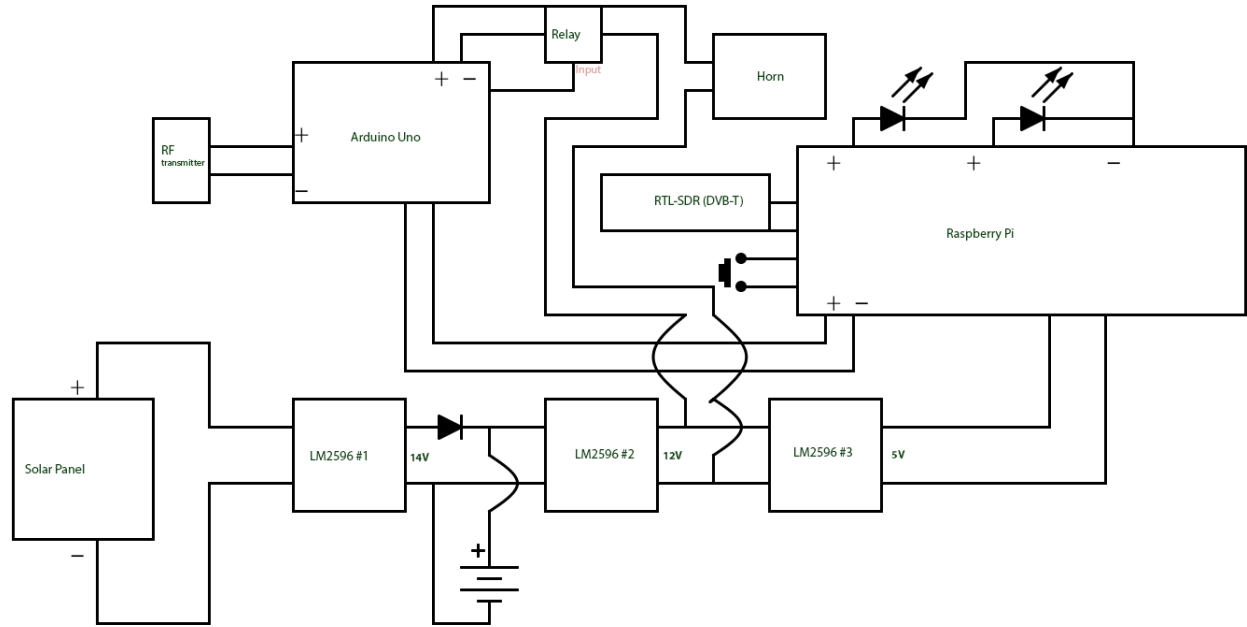 Relay
Input
+ −
Horn
RF
transmitter
+
Arduino Uno
−
+ + −
RTL-SDR (DVB-T)
Raspberry Pi
+ −
+
Solar Panel
−
LM2596 #1
14V
LM2596 #2
12V
LM2596 #3
5V
+